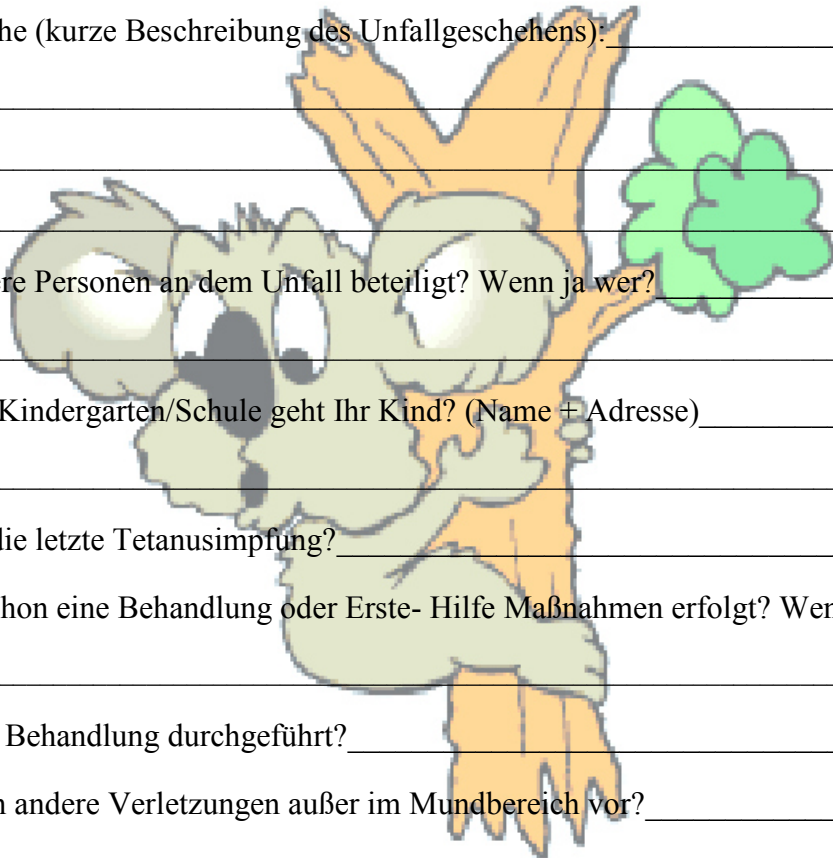 he (kurze Beschreibung des Unfallgeschehens):
re Personen an dem Unfall beteiligt? Wenn ja wer?
Kindergarten/Schule geht Ihr Kind? (Name + Adresse)
die letzte Tetanusimpfung?
hon eine Behandlung oder Erste- Hilfe Maßnahmen erfolgt? Wen
Behandlung durchgeführt?
n andere Verletzungen außer im Mundbereich vor?